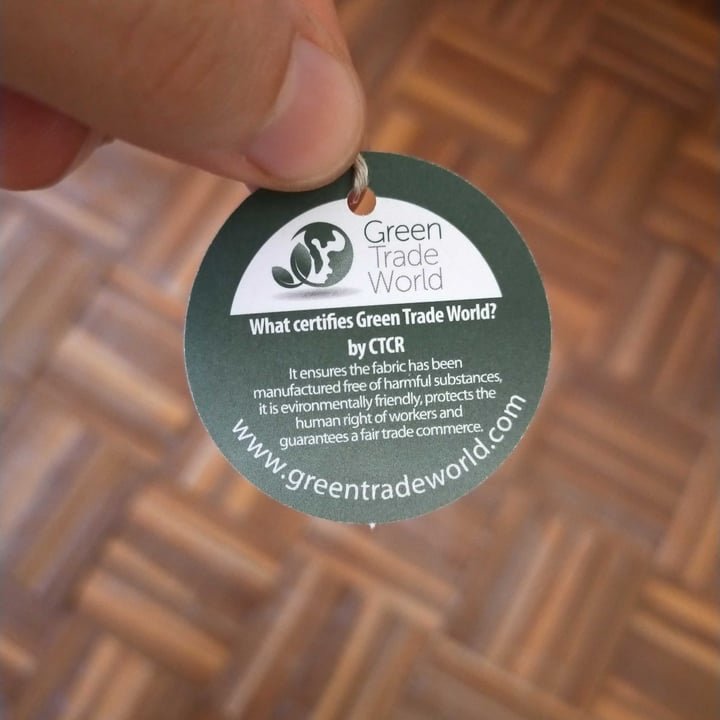 Green
Trade
World
What certifies Green Trade World?
by CTCR
It ensures the fabric has been
manufactured free of harmful substances,
it is evironmentally friendly, protects the
human right of workers and
guarantees a fair trade commerce.
www.greentradeworld.com